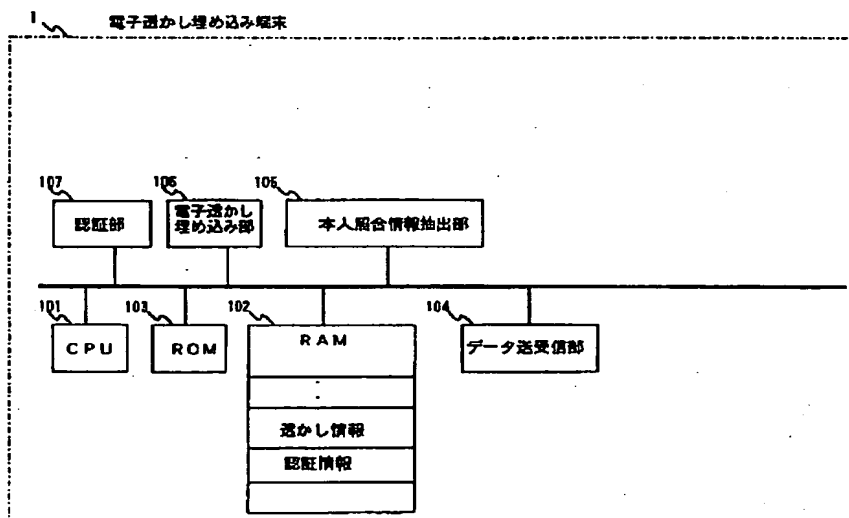 1
電子透かし埋め込み端末
107
106
105
認証部
電子透かし
埋め込み部
本人照合情報抽出部
101
103
102
104
CPU
ROM
RAM
データ送受信部
:
透かし情報
認証情報